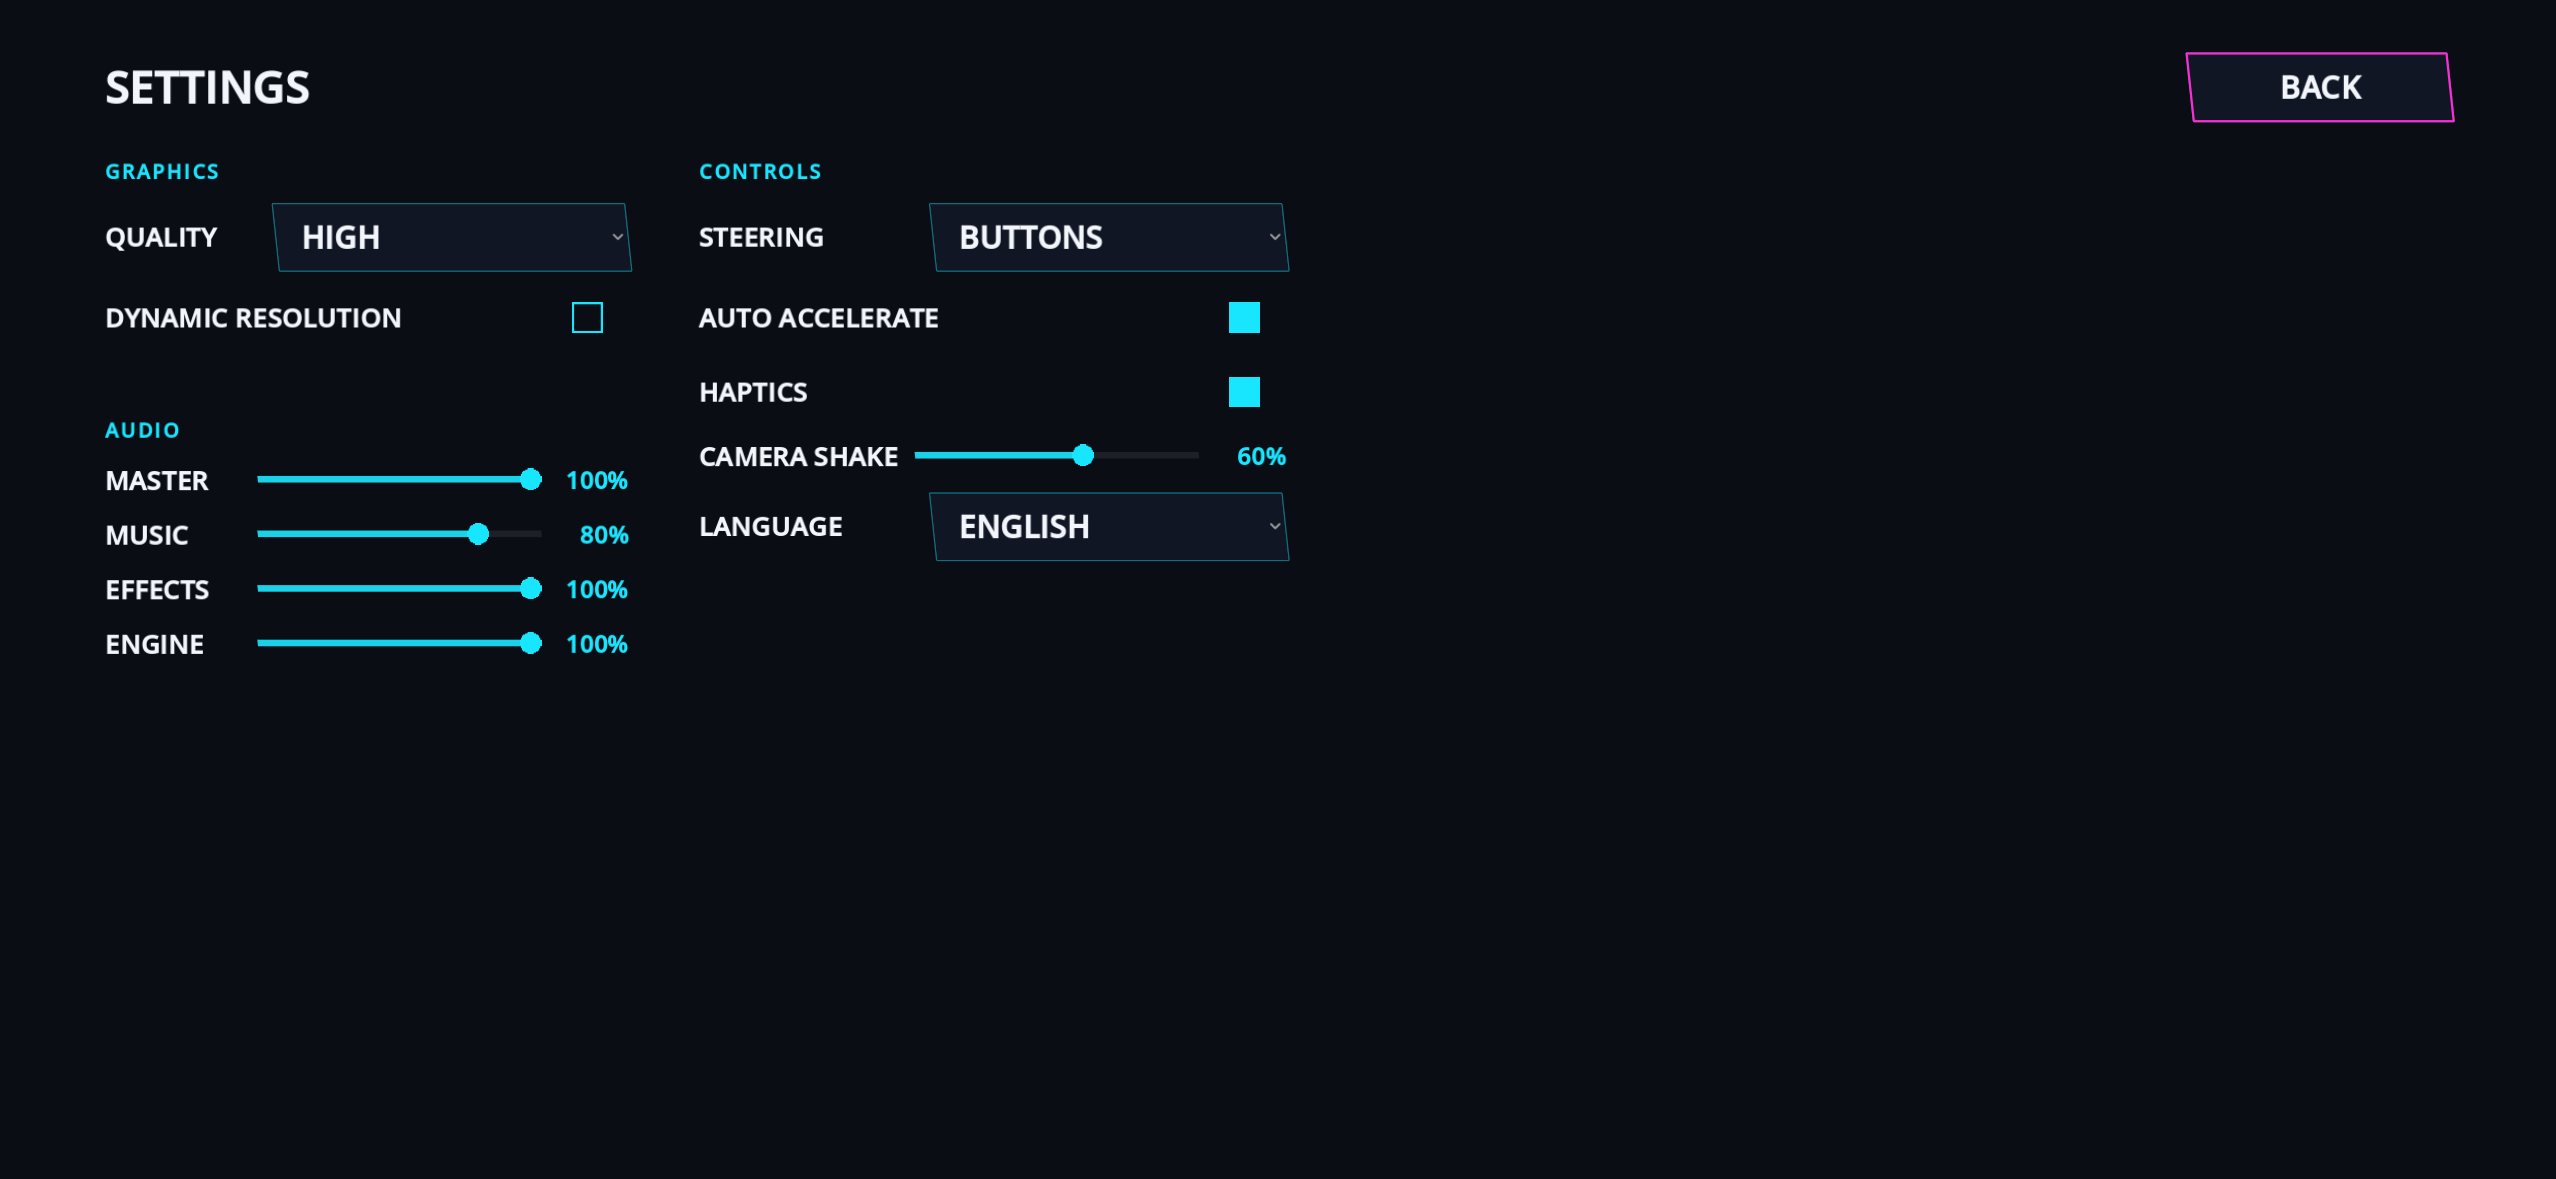 SETTINGS
BACK
GRAPHICS
QUALITY HIGH
DYNAMIC RESOLUTION
AUDIO
MASTER 100%
MUSIC 80%
EFFECTS 100%
ENGINE 100%
CONTROLS
STEERING BUTTONS
AUTO ACCELERATE
HAPTICS
CAMERA SHAKE 60%
LANGUAGE ENGLISH